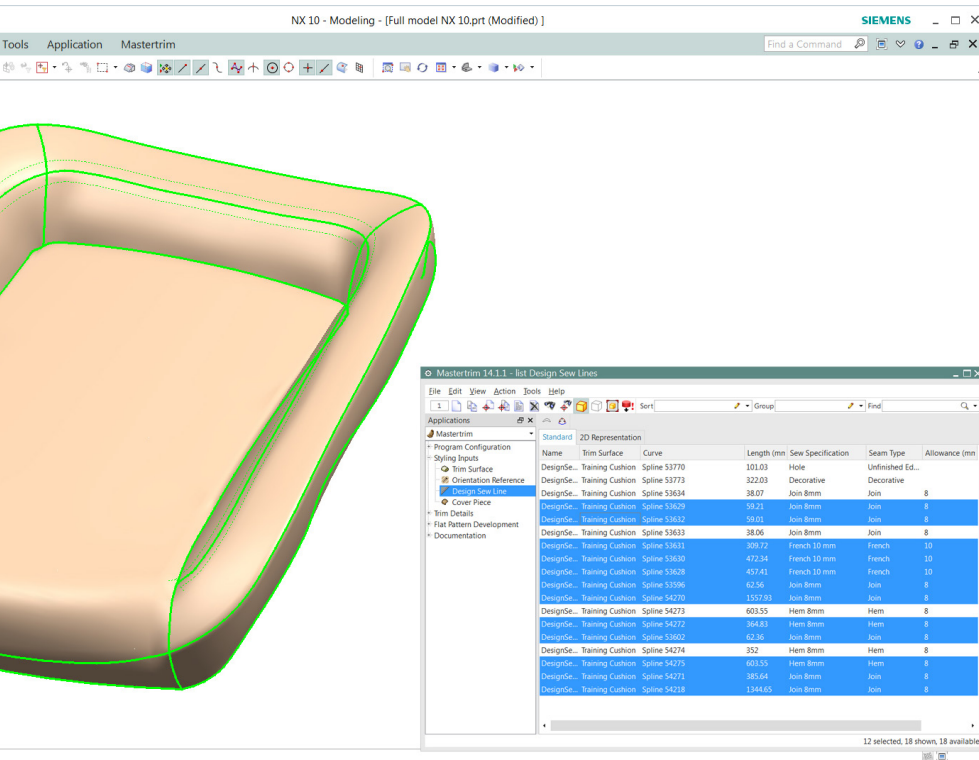 NX 10 - Modeling - [Full model NX 10.prt (Modified) ] SIEMENS
Tools Application Mastertrim Find a Command
Mastertrim 14.1.1 - list Design Sew Lines
File Edit View Action Tools Help
1 Sort Group Find
Applications
Mastertrim
Program Configuration
Styling Inputs
Trim Surface
Orientation Reference
Design Sew Line
Cover Piece
Trim Details
Flat Pattern Development
Documentation
Standard 2D Representation
Name Trim Surface Curve Length (mn Sew Specification Seam Type Allowance (mn
DesignSe... Training Cushion Spline 53770 101.03 Hole Unfinished Ed...
DesignSe... Training Cushion Spline 53773 322.03 Decorative Decorative
DesignSe... Training Cushion Spline 53634 38.07 Join 8mm Join 8
DesignSe... Training Cushion Spline 53629 59.21 Join 8mm Join 8
DesignSe... Training Cushion Spline 53632 59.01 Join 8mm Join 8
DesignSe... Training Cushion Spline 53633 38.06 Join 8mm Join 8
DesignSe... Training Cushion Spline 53631 309.72 French 10 mm French 10
DesignSe... Training Cushion Spline 53630 472.34 French 10 mm French 10
DesignSe... Training Cushion Spline 53628 457.41 French 10 mm French 10
DesignSe... Training Cushion Spline 53596 62.56 Join 8mm Join 8
DesignSe... Training Cushion Spline 54270 1557.93 Join 8mm Join 8
DesignSe... Training Cushion Spline 54273 603.55 Hem 8mm Hem 8
DesignSe... Training Cushion Spline 54272 364.83 Hem 8mm Hem 8
DesignSe... Training Cushion Spline 53602 62.36 Join 8mm Join 8
DesignSe... Training Cushion Spline 54274 352 Hem 8mm Hem 8
DesignSe... Training Cushion Spline 54275 603.55 Hem 8mm Hem 8
DesignSe... Training Cushion Spline 54271 385.64 Join 8mm Join 8
DesignSe... Training Cushion Spline 54218 1344.65 Join 8mm Join 8
12 selected, 18 shown, 18 available